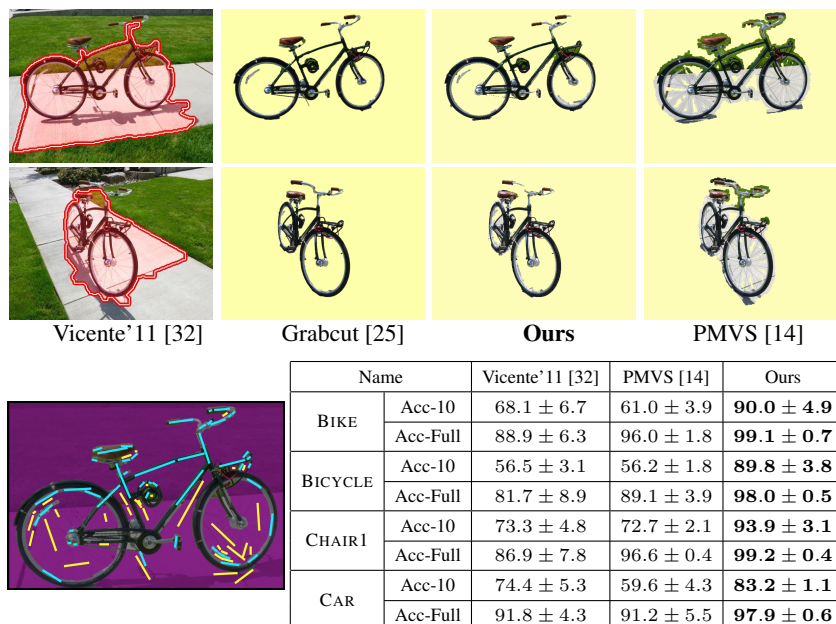 Vicente'11 [32] Grabcut [25] Ours PMVS [14]
Name Vicente'11 [32] PMVS [14] Ours
BIKE Acc-10 68.1 ± 6.7 61.0 ± 3.9 90.0 ± 4.9
Acc-Full 88.9 ± 6.3 96.0 ± 1.8 99.1 ± 0.7
BICYCLE Acc-10 56.5 ± 3.1 56.2 ± 1.8 89.8 ± 3.8
Acc-Full 81.7 ± 8.9 89.1 ± 3.9 98.0 ± 0.5
CHAIR1 Acc-10 73.3 ± 4.8 72.7 ± 2.1 93.9 ± 3.1
Acc-Full 86.9 ± 7.8 96.6 ± 0.4 99.2 ± 0.4
CAR Acc-10 74.4 ± 5.3 59.6 ± 4.3 83.2 ± 1.1
Acc-Full 91.8 ± 4.3 91.2 ± 5.5 97.9 ± 0.6